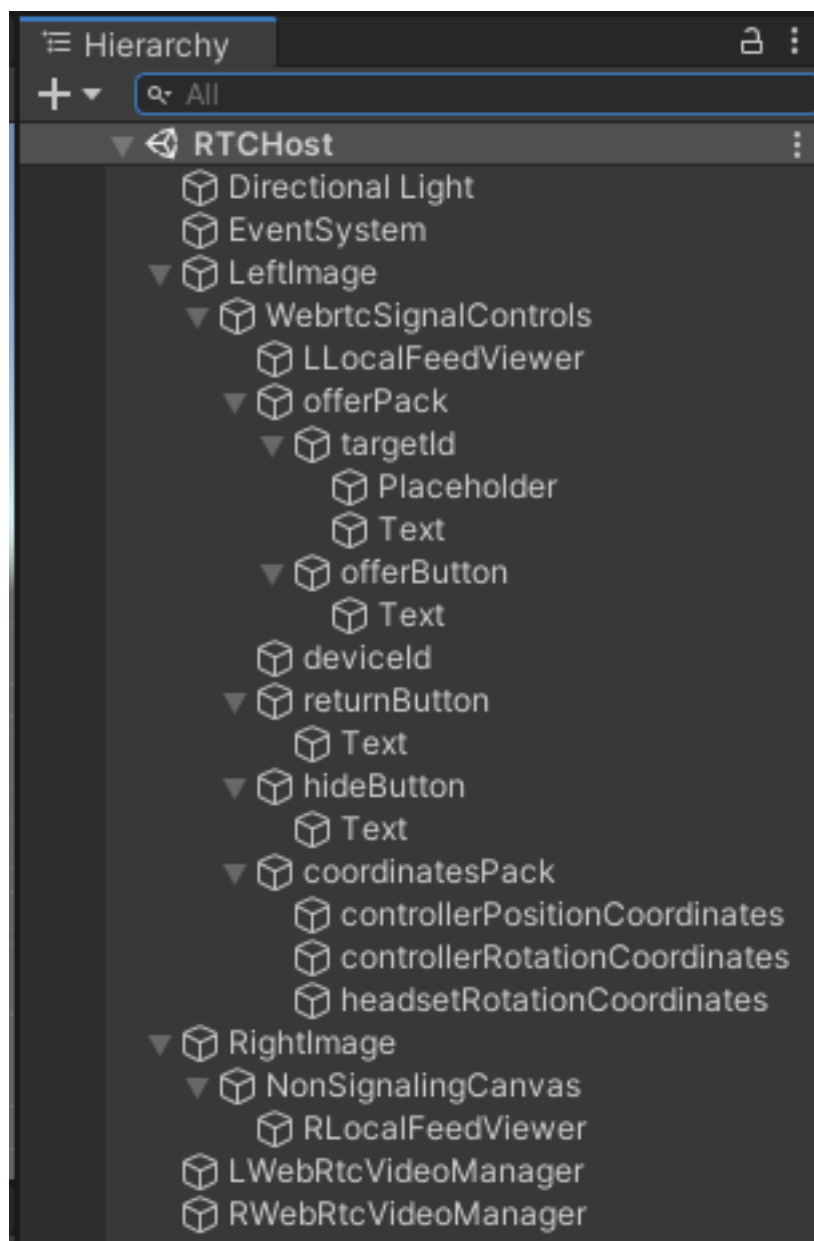 Hierarchy
All
RTCHost
Directional Light
EventSystem
LeftImage
WebrtcSignalControls
LLocalFeedViewer
offerPack
targetId
Placeholder
Text
offerButton
Text
deviceId
returnButton
Text
hideButton
Text
coordinatesPack
controllerPositionCoordinates
controllerRotationCoordinates
headsetRotationCoordinates
RightImage
NonSignalingCanvas
RLocalFeedViewer
LWebRtcVideoManager
RWebRtcVideoManager